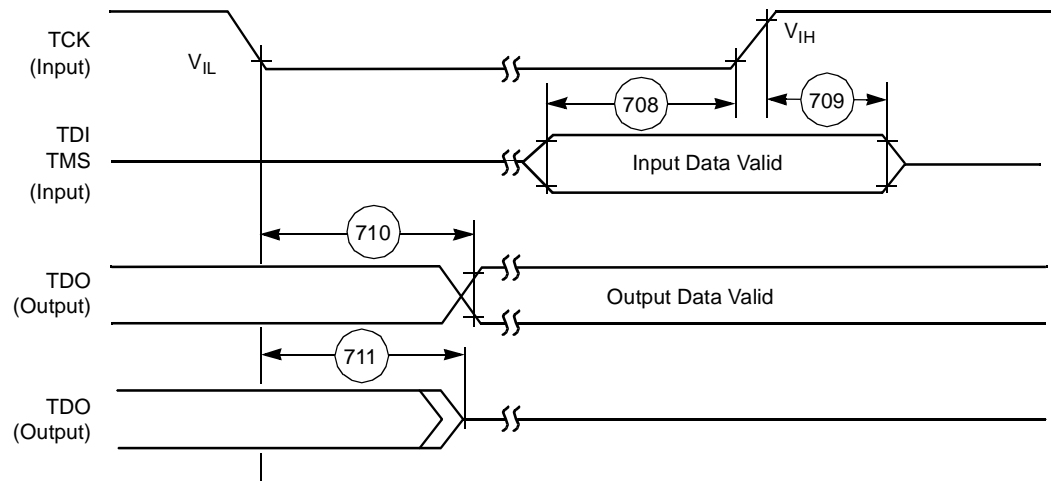 TCK
(Input)
VIL
VIH
708
709
TDI
TMS
(Input)
Input Data Valid
710
TDO
(Output)
Output Data Valid
711
TDO
(Output)